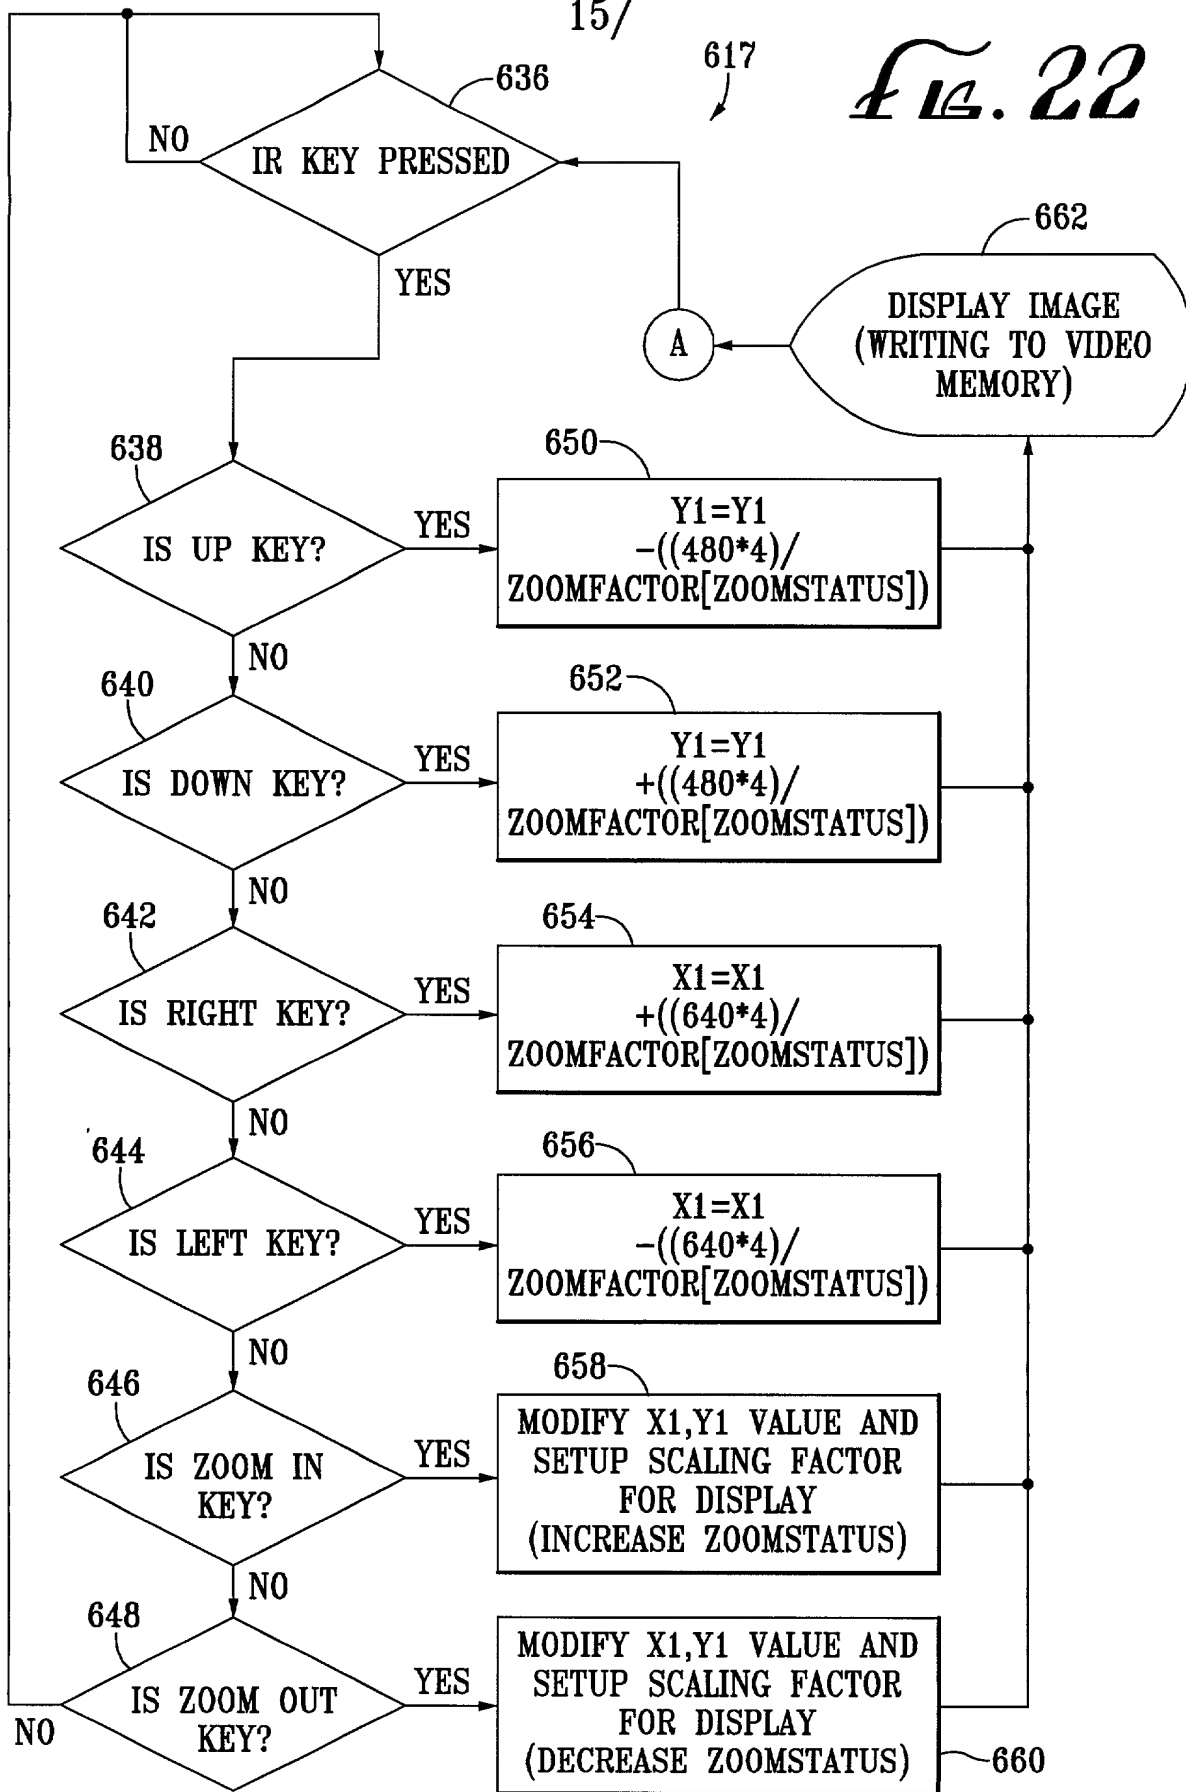 15/
617
FIG. 22
636
NO
IR KEY PRESSED
YES
662
DISPLAY IMAGE
(WRITING TO VIDEO
MEMORY)
A
638
IS UP KEY?
YES
650
Y1=Y1
-((480*4)/
ZOOMFACTOR[ZOOMSTATUS])
NO
640
IS DOWN KEY?
YES
652
Y1=Y1
+((480*4)/
ZOOMFACTOR[ZOOMSTATUS])
NO
642
IS RIGHT KEY?
YES
654
X1=X1
+((640*4)/
ZOOMFACTOR[ZOOMSTATUS])
NO
644
IS LEFT KEY?
YES
656
X1=X1
-((640*4)/
ZOOMFACTOR[ZOOMSTATUS])
NO
646
IS ZOOM IN
KEY?
YES
658
MODIFY X1,Y1 VALUE AND
SETUP SCALING FACTOR
FOR DISPLAY
(INCREASE ZOOMSTATUS)
NO
648
IS ZOOM OUT
KEY?
YES
NO
MODIFY X1,Y1 VALUE AND
SETUP SCALING FACTOR
FOR DISPLAY
(DECREASE ZOOMSTATUS)
660